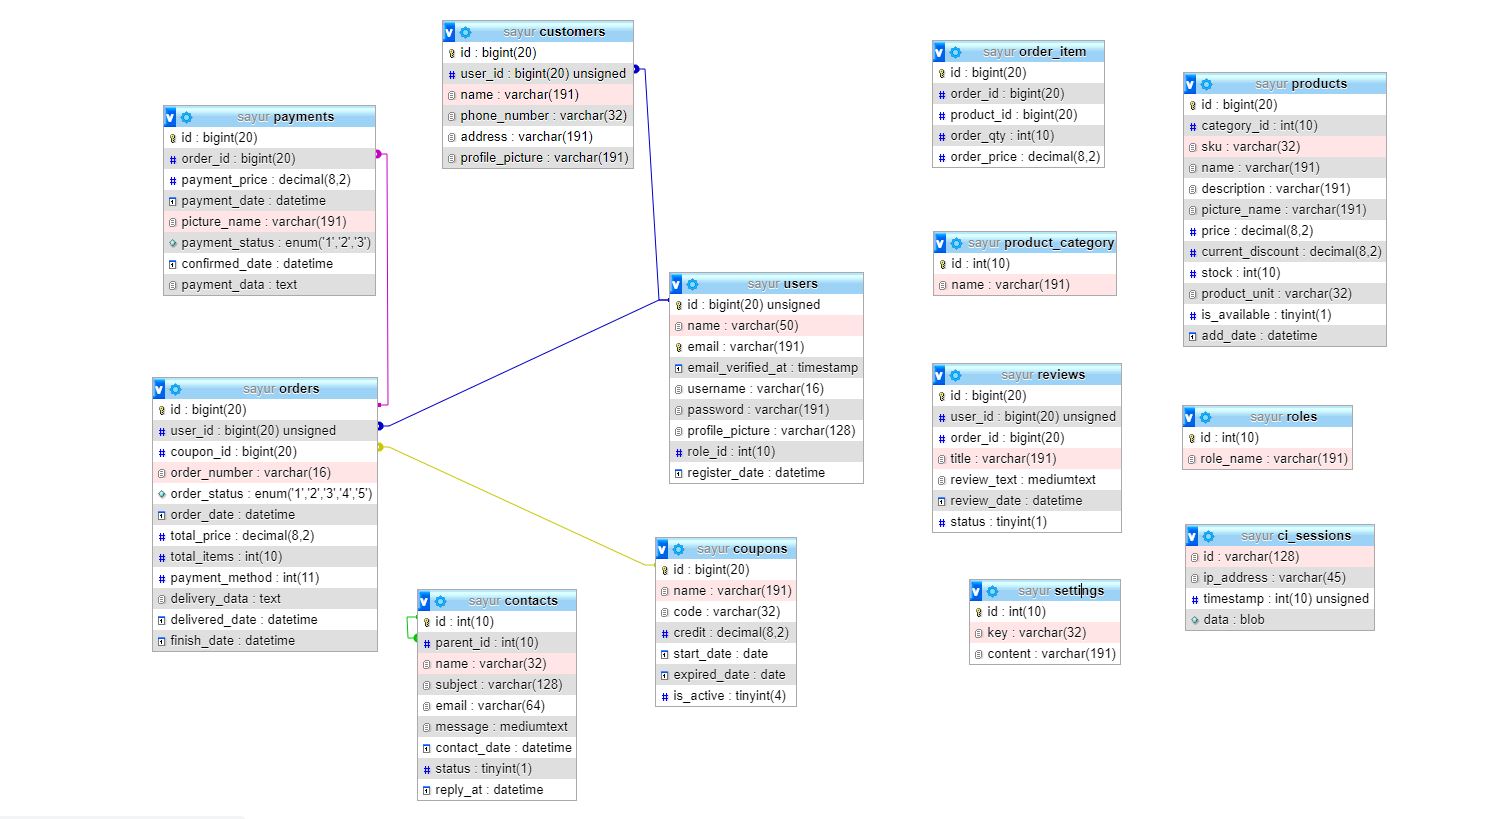 sayur customers
id : bigint(20)
user_id : bigint(20) unsigned
name : varchar(191)
phone_number : varchar(32)
address : varchar(191)
profile_picture : varchar(191)
sayur payments
id : bigint(20)
order_id : bigint(20)
payment_price : decimal(8,2)
payment_date : datetime
picture_name : varchar(191)
payment_status : enum('1','2','3')
confirmed_date : datetime
payment_data : text
sayur orders
id : bigint(20)
user_id : bigint(20) unsigned
coupon_id : bigint(20)
order_number : varchar(16)
order_status : enum('1','2','3','4','5')
order_date : datetime
total_price : decimal(8,2)
total_items : int(10)
payment_method : int(11)
delivery_data : text
delivered_date : datetime
finish_date : datetime
sayur contacts
id : int(10)
parent_id : int(10)
name : varchar(32)
subject : varchar(128)
email : varchar(64)
message : mediumtext
contact_date : datetime
status : tinyint(1)
reply_at : datetime
sayur users
id : bigint(20) unsigned
name : varchar(50)
email : varchar(191)
email_verified_at : timestamp
username : varchar(16)
password : varchar(191)
profile_picture : varchar(128)
role_id : int(10)
register_date : datetime
sayur coupons
id : bigint(20)
name : varchar(191)
code : varchar(32)
credit : decimal(8,2)
start_date : date
expired_date : date
is_active : tinyint(4)
sayur order_item
id : bigint(20)
order_id : bigint(20)
product_id : bigint(20)
order_qty : int(10)
order_price : decimal(8,2)
sayur product_category
id : int(10)
name : varchar(191)
sayur reviews
id : bigint(20)
user_id : bigint(20) unsigned
order_id : bigint(20)
title : varchar(191)
review_text : mediumtext
review_date : datetime
status : tinyint(1)
sayur settings
id : int(10)
key : varchar(32)
content : varchar(191)
sayur products
id : bigint(20)
category_id : int(10)
sku : varchar(32)
name : varchar(191)
description : varchar(191)
picture_name : varchar(191)
price : decimal(8,2)
current_discount : decimal(8,2)
stock : int(10)
product_unit : varchar(32)
is_available : tinyint(1)
add_date : datetime
sayur roles
id : int(10)
role_name : varchar(191)
sayur ci_sessions
id : varchar(128)
ip_address : varchar(45)
timestamp : int(10) unsigned
data : blob